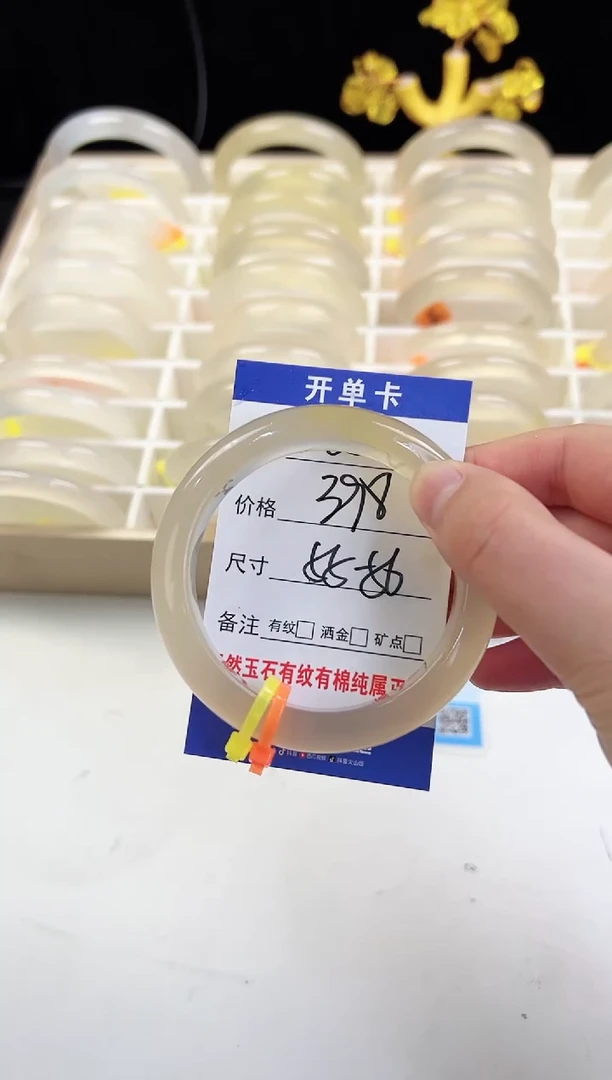 开单卡
价格 398
尺寸 55-56
备注 有纹□ 洒金□ 矿点□
然玉石有纹有棉纯属正